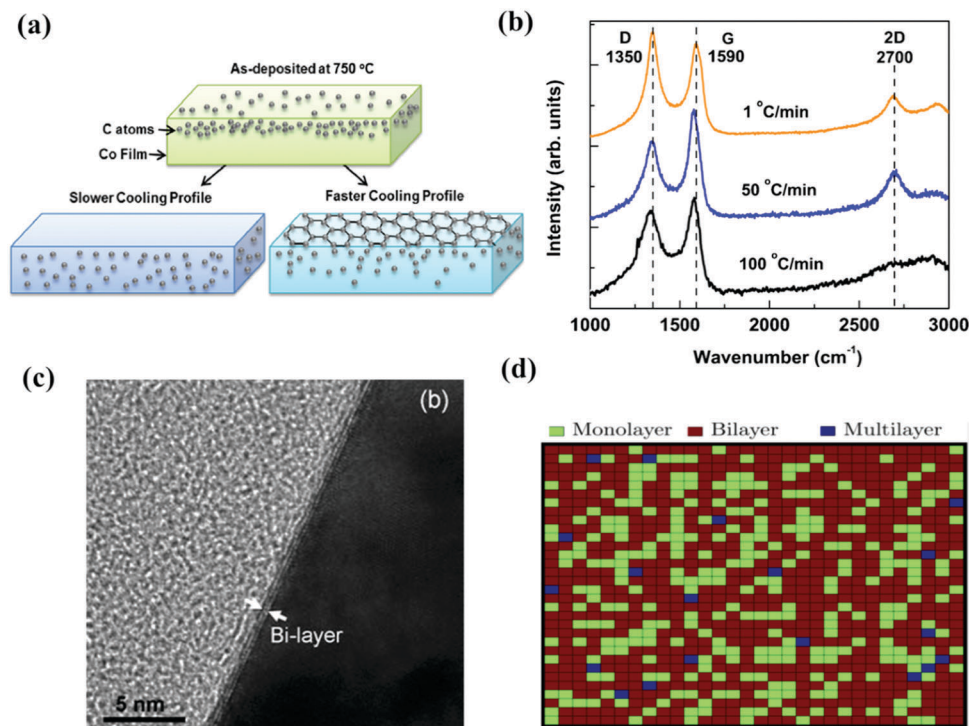 (a)
As-deposited at 750 °C
C atoms
Co Film
Slower Cooling Profile
Faster Cooling Profile
(b)
D
1350
G
1590
2D
2700
1 °C/min
50 °C/min
100 °C/min
Intensity (arb. units)
1000
1500
2000
2500
3000
Wavenumber (cm⁻¹)
(c)
(b)
Bi-layer
5 nm
(d)
Monolayer
Bilayer
Multilayer